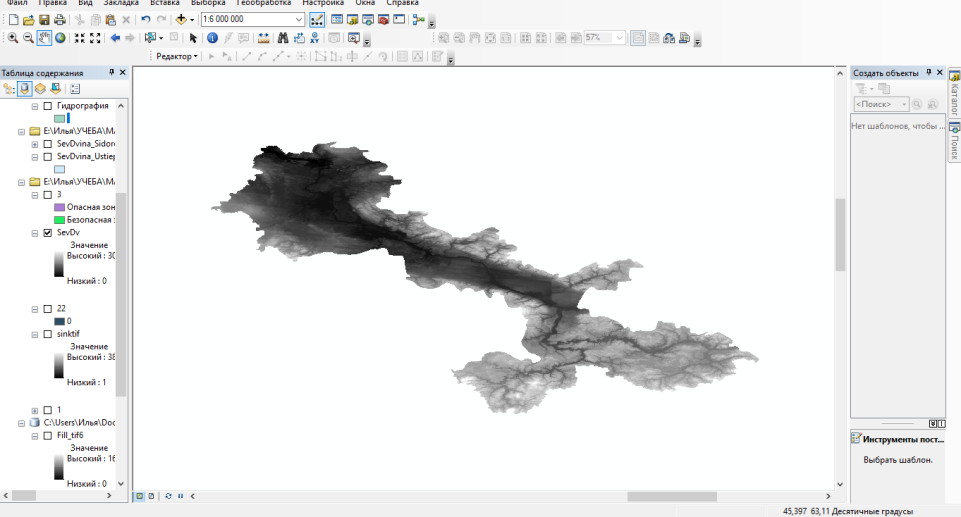 Файл Правка Вид Закладка Вставка Выборка Геообработка Настройка Окна Справка
1:6 000 000
57%
Редактор
Таблица содержания
Гидрография
E:\Илья\УЧЕБА\МА
SevDvina_Sidor
SevDvina_Ustiep
E:\Илья\УЧЕБА\МА
3
Опасная зон
Безопасная з
SevDv
Значение
Высокий : 30
Низкий : 0
22
0
sinktif
Значение
Высокий : 38
Низкий : 1
1
C:\Users\Илья\Doc
Fill_tif6
Значение
Высокий : 16
Низкий : 0
Создать объекты
<Поиск>
Нет шаблонов, чтобы ...
Инструменты пост...
Выбрать шаблон.
Каталог
Поиск
45,397 63,11 Десятичные градусы